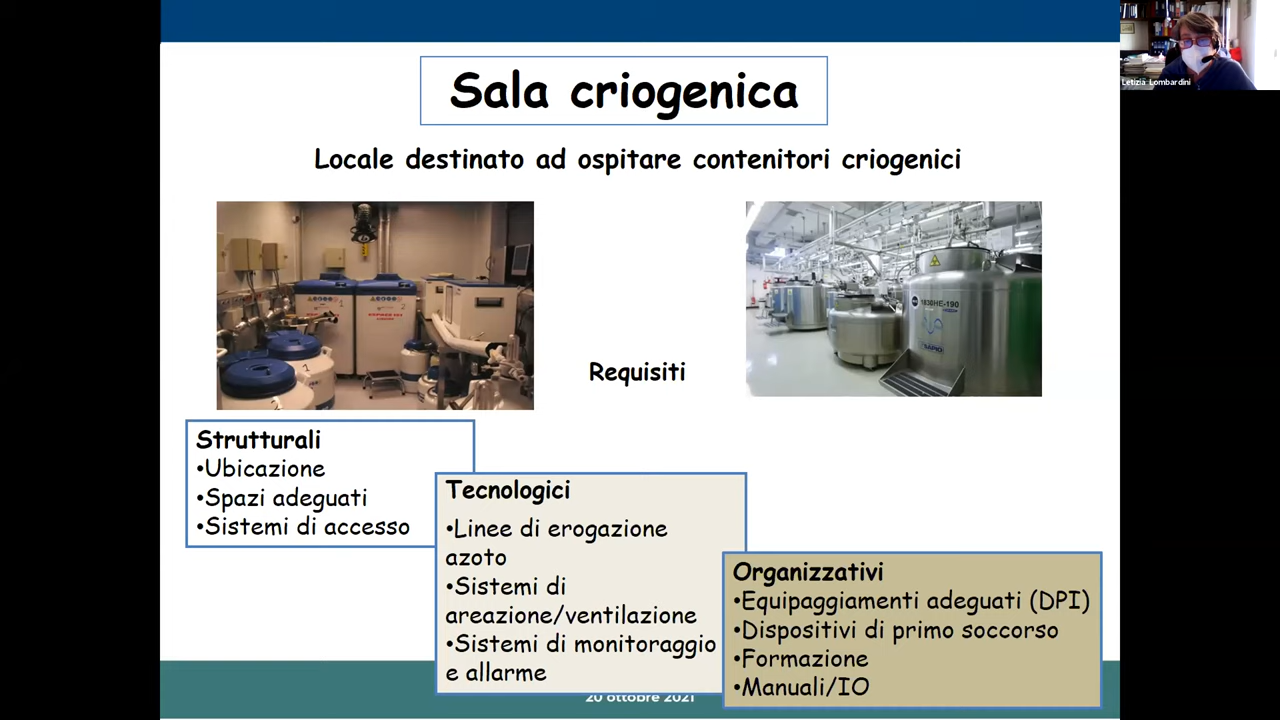 Sala criogenica
Letizia Lombardini
Locale destinato ad ospitare contenitori criogenici
1830HE-190
Requisiti
Strutturali
•Ubicazione
•Spazi adeguati
•Sistemi di accesso
Tecnologici
•Linee di erogazione
azoto
•Sistemi di
areazione/ventilazione
•Sistemi di monitoraggio
e allarme
Organizzativi
•Equipaggiamenti adeguati (DPI)
•Dispositivi di primo soccorso
•Formazione
•Manuali/IO
20 ottobre 2021